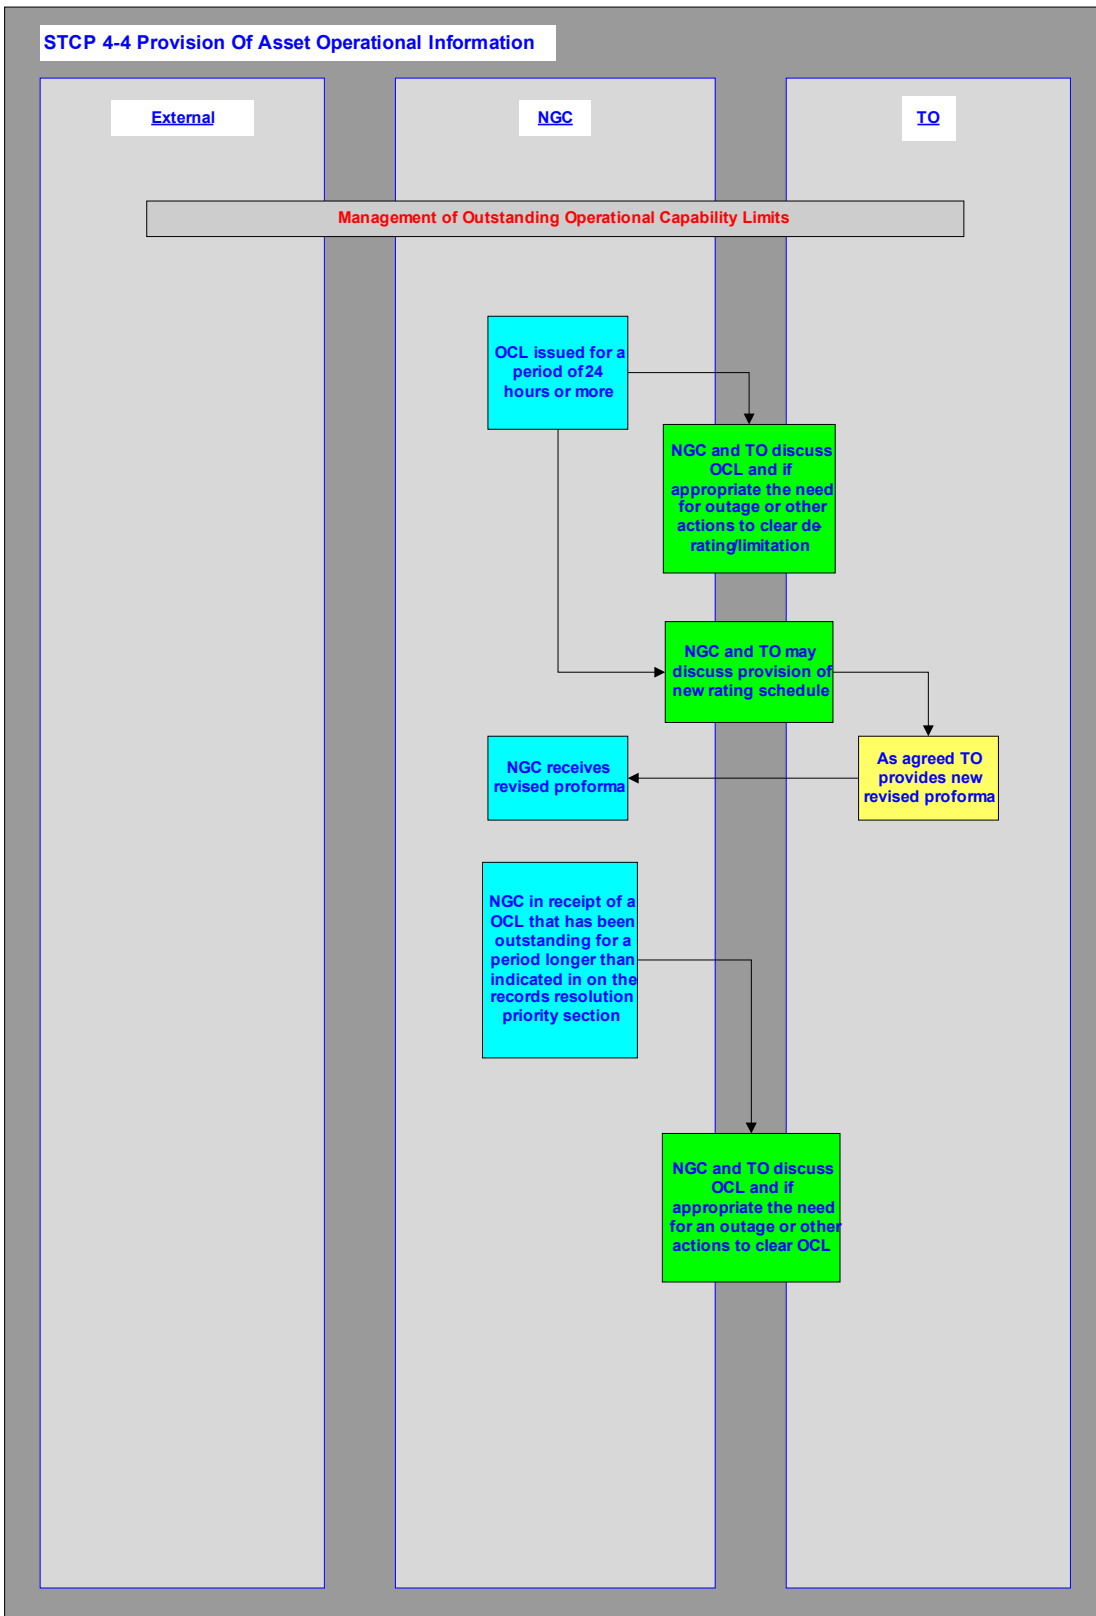 STCP 4-4 Provision Of Asset Operational Information
External
NGC
TO
Management of Outstanding Operational Capability Limits
OCL issued for a
period of 24
hours or more
NGC and TO discuss
OCL and if
appropriate the need
for outage or other
actions to clear de-
rating/limitation
NGC and TO may
discuss provision of
new rating schedule
NGC receives
revised proforma
As agreed TO
provides new
revised proforma
NGC in receipt of a
OCL that has been
outstanding for a
period longer than
indicated in on the
records resolution
priority section
NGC and TO discuss
OCL and if
appropriate the need
for an outage or other
actions to clear OCL